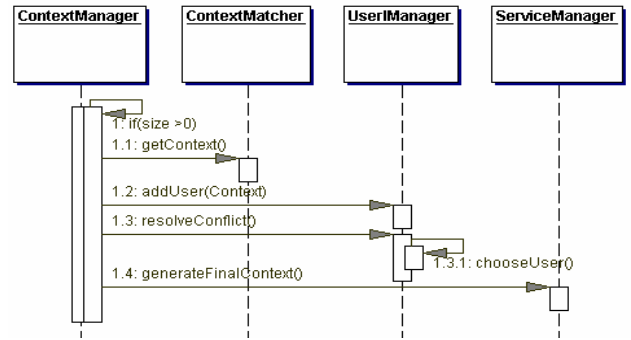 ContextManager
ContextMatcher
UserIManager
ServiceManager
1: if(size >0)
1.1: getContext()
1.2: addUser(Context)
1.3: resolveConflict()
1.3.1: chooseUser()
1.4: generateFinalContext()